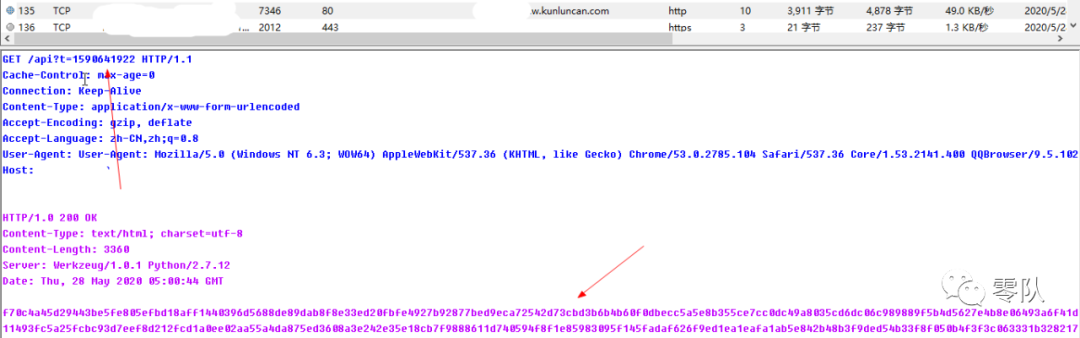 135 TCP 7346 80 .w.kunluncan.com http 10 3,911 字节 4,878 字节 49.0 KB/秒 2020/5/2
136 TCP /... 2012 443 https 3 21 字节 237 字节 1.3 KB/秒 2020/5/2
GET /api?t=1590641922 HTTP/1.1
Cache-Control: max-age=0
Connection: Keep-Alive
Content-Type: application/x-www-form-urlencoded
Accept-Encoding: gzip, deflate
Accept-Language: zh-CN,zh;q=0.8
User-Agent: User-Agent: Mozilla/5.0 (Windows NT 6.3; WOW64) AppleWebKit/537.36 (KHTML, like Gecko) Chrome/53.0.2785.104 Safari/537.36 Core/1.53.2141.400 QQBrowser/9.5.102
Host:
HTTP/1.0 200 OK
Content-Type: text/html; charset=utf-8
Content-Length: 3360
Server: Werkzeug/1.0.1 Python/2.7.12
Date: Thu, 28 May 2020 05:00:44 GMT
零队
f70c4a45d29443be5fe805efbd18aff1440396d5688de89dab8f8e33ed20fbfe4927b92877bed9eca72542d73cbd3b6b4b60f0dbecc5a5e8b355ce7cc0dc49a8035cd6dc06c989889f5b4d5627e4b8e06493a6f41d
11493fc5a25fcbc93d7eef8d212fcd1a0ee02aa55a4da875ed3608a3e242e35e18cb7f9888611d740594f8f1e85983095f145fadaf626f9ed1ea1eafa1ab5e842b48b3f9ded54b33f8f050b4f3f3c063331b328217